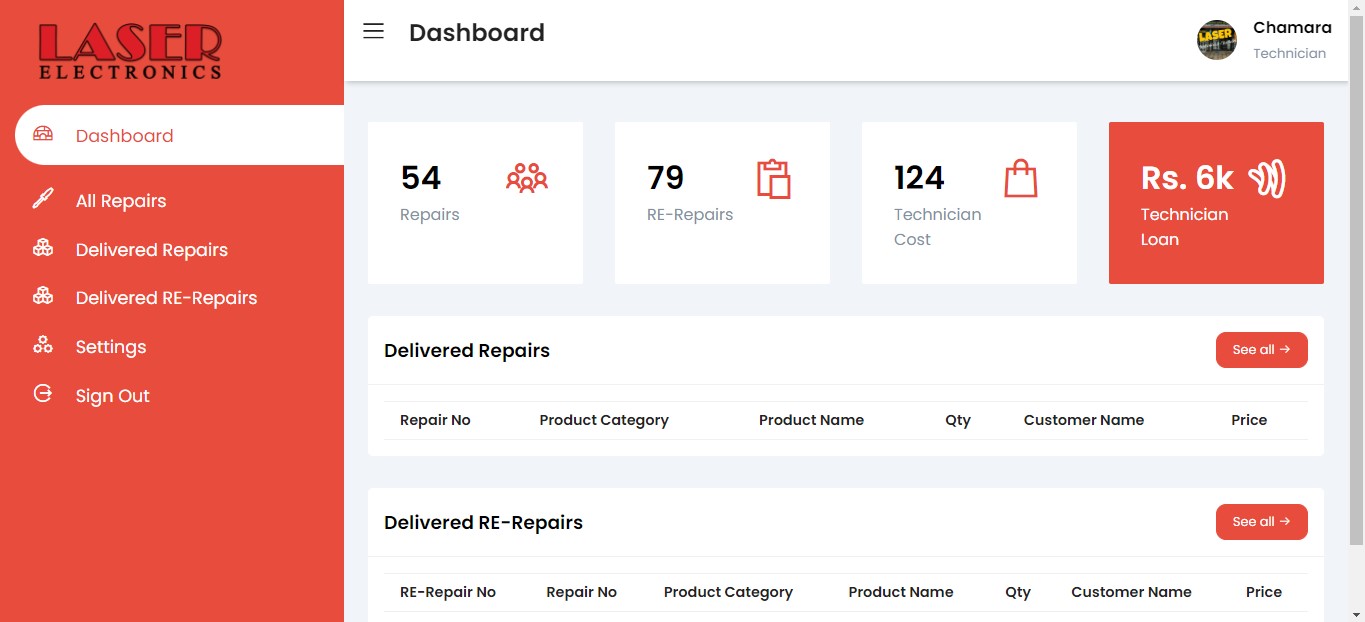 LASER
ELECTRONICS
Dashboard
All Repairs
Delivered Repairs
Delivered RE-Repairs
Settings
Sign Out
Dashboard
LASER
Chamara
Technician
54
Repairs
79
RE-Repairs
124
Technician
Cost
Rs. 6k
Technician
Loan
Delivered Repairs
See all →
Repair No Product Category Product Name Qty Customer Name Price
Delivered RE-Repairs
See all →
RE-Repair No Repair No Product Category Product Name Qty Customer Name Price